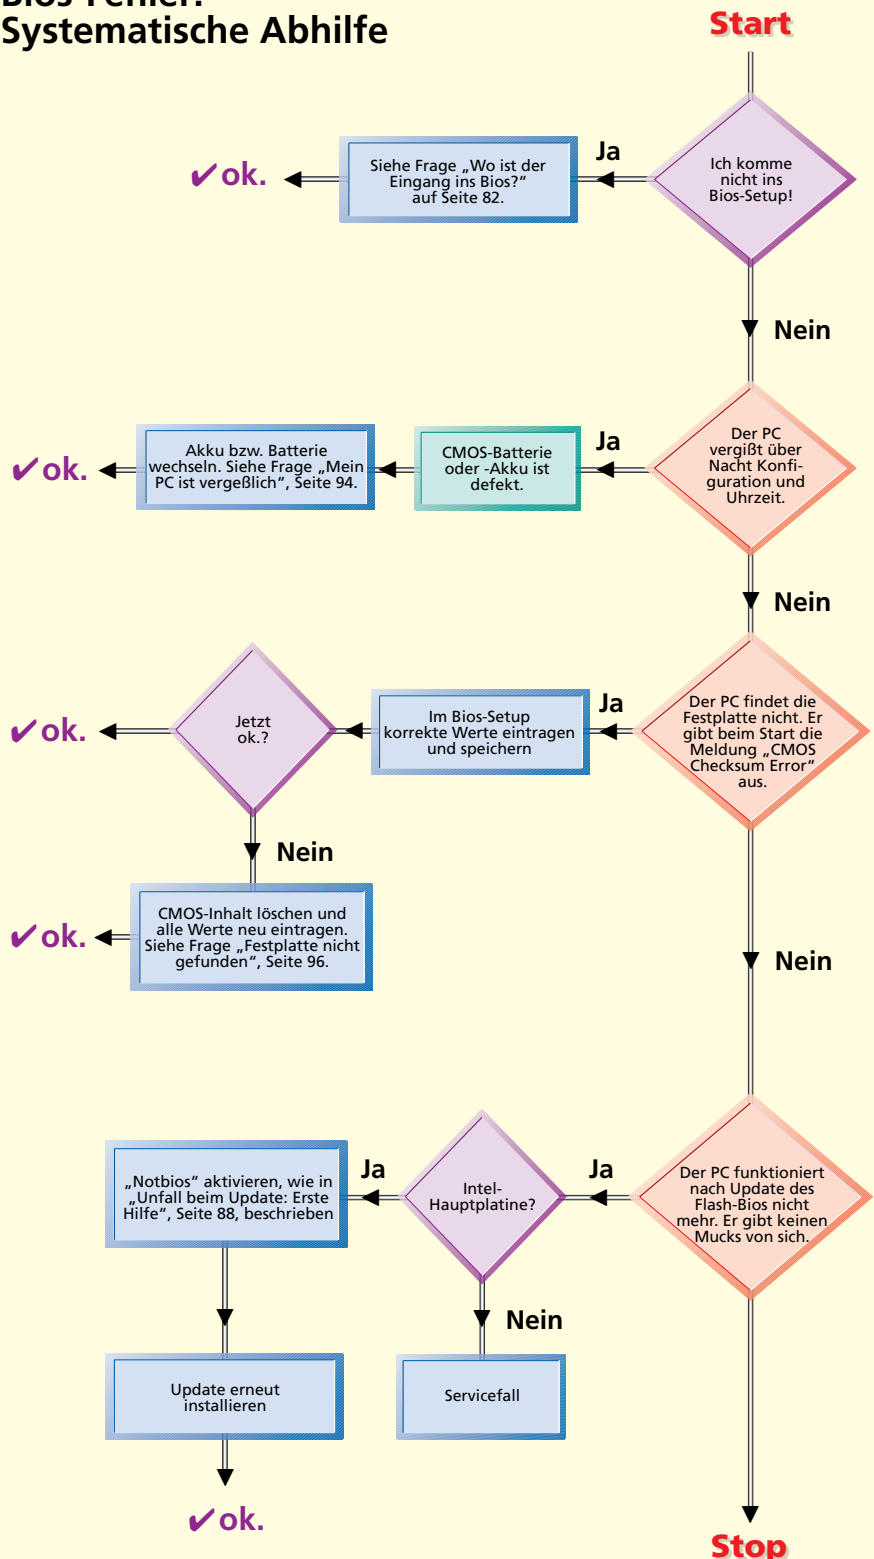 Bios-Fehler:
Systematische Abhilfe
Start
Ich komme
nicht ins
Bios-Setup!
Ja
Siehe Frage „Wo ist der
Eingang ins Bios?“
auf Seite 82.
✔ ok.
Nein
Der PC
vergißt über
Nacht Konfi-
guration und
Uhrzeit.
Ja
CMOS-Batterie
oder -Akku ist
defekt.
Akku bzw. Batterie
wechseln. Siehe Frage „Mein
PC ist vergeßlich“, Seite 94.
✔ ok.
Nein
Der PC findet die
Festplatte nicht. Er
gibt beim Start die
Meldung „CMOS
Checksum Error“
aus.
Ja
Im Bios-Setup
korrekte Werte eintragen
und speichern
Jetzt
ok.?
✔ ok.
Nein
CMOS-Inhalt löschen und
alle Werte neu eintragen.
Siehe Frage „Festplatte nicht
gefunden“, Seite 96.
✔ ok.
Nein
Der PC funktioniert
nach Update des
Flash-Bios nicht
mehr. Er gibt keinen
Mucks von sich.
Ja
Intel-
Hauptplatine?
Ja
„Notbios“ aktivieren, wie in
„Unfall beim Update: Erste
Hilfe“, Seite 88, beschrieben
Nein
Servicefall
Update erneut
installieren
✔ ok.
Stop